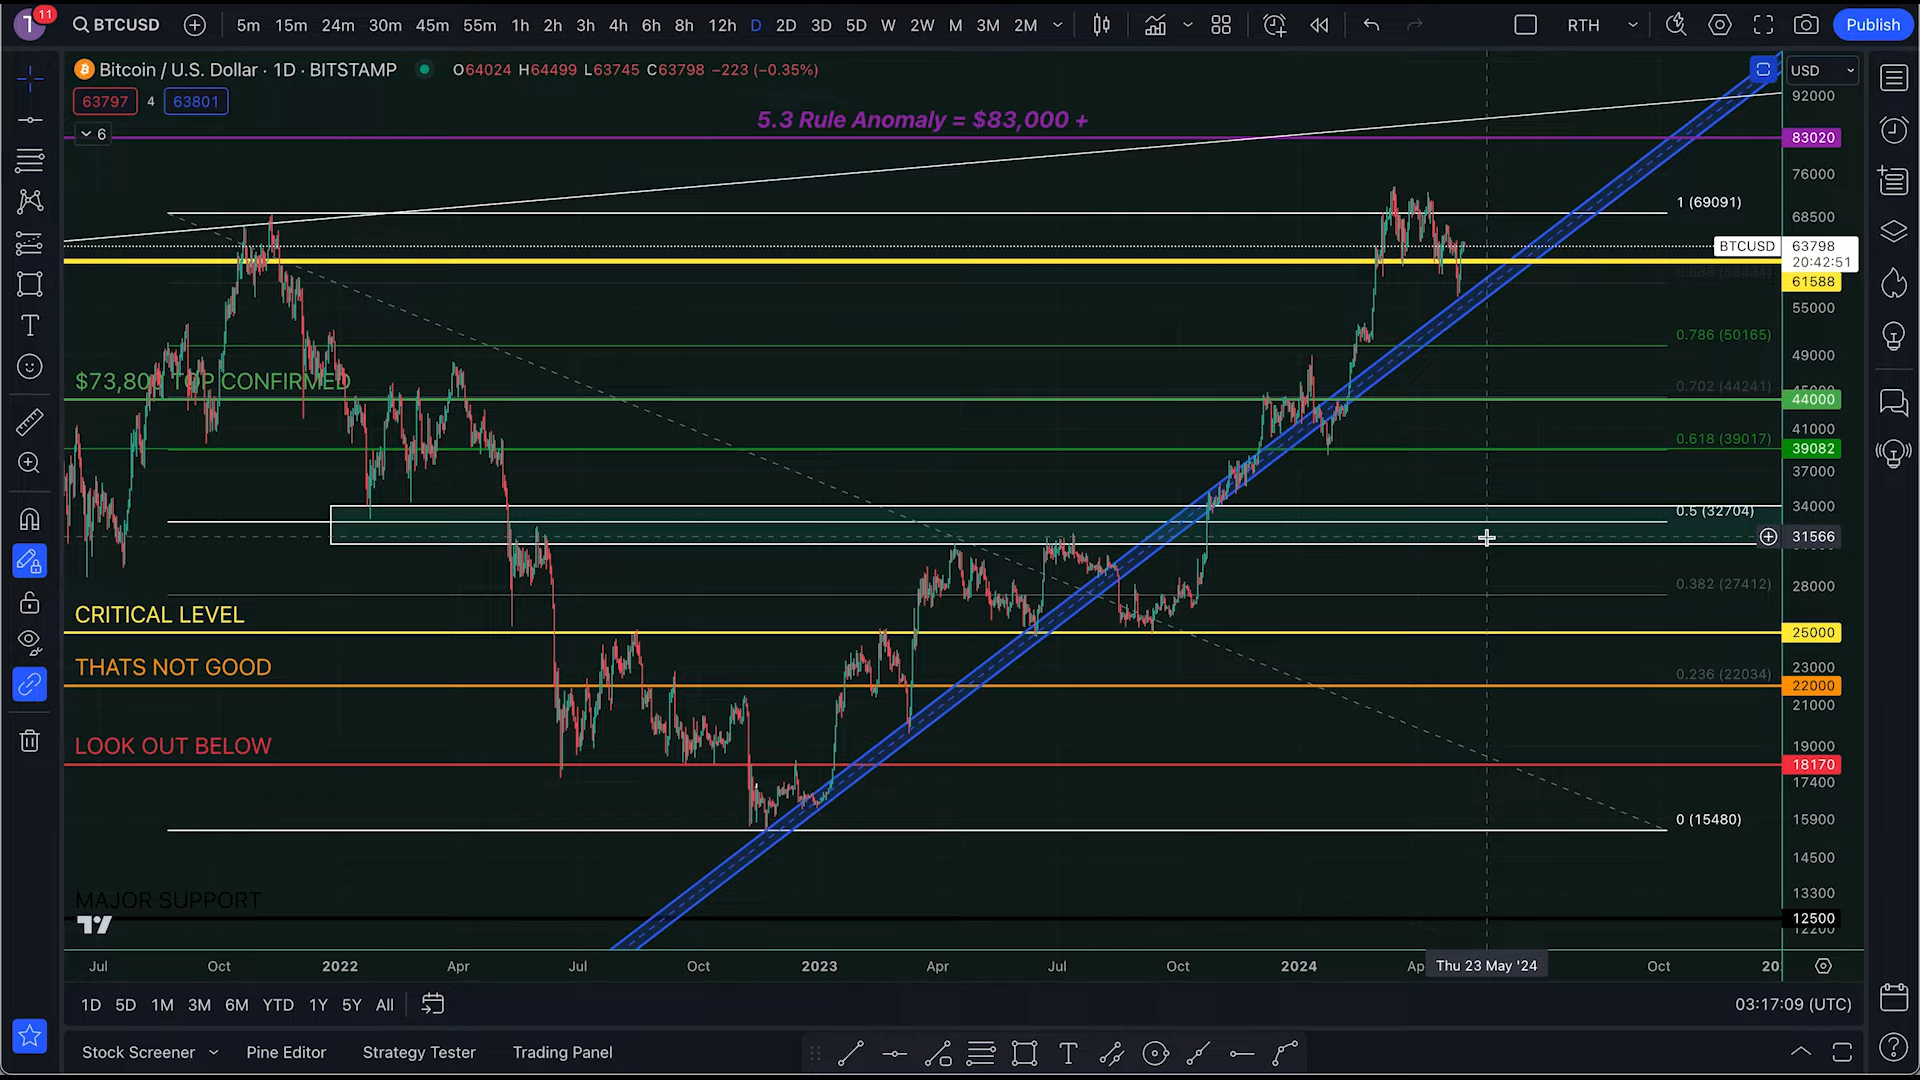 T 11 BTCUSD 5m 15m 24m 30m 45m 55m 1h 2h 3h 4h 6h 8h 12h D 2D 3D 5D W 2W M 3M 2M RTH Publish
Bitcoin / U.S. Dollar · 1D · BITSTAMP O64024 H64499 L63745 C63798 −223 (−0.35%)
USD
92000
63797 4 63801
6
5.3 Rule Anomaly = $83,000 +
83020
76000
1 (69091)
68500
BTCUSD 63798
20:42:51
61588
55000
0.786 (50165)
49000
$73,800 TOP CONFIRMED
0.702 (44241)
44000
41000
0.618 (39017)
39082
37000
34000
0.5 (32704)
31566
0.382 (27412)
28000
CRITICAL LEVEL
25000
THATS NOT GOOD
23000
0.236 (22034)
22000
21000
LOOK OUT BELOW
19000
18170
17400
0 (15480)
15900
14500
13300
MAJOR SUPPORT
12500
12200
Jul Oct 2022 Apr Jul Oct 2023 Apr Jul Oct 2024 Ap Thu 23 May '24 Oct 20
1D 5D 1M 3M 6M YTD 1Y 5Y All
03:17:09 (UTC)
Stock Screener Pine Editor Strategy Tester Trading Panel